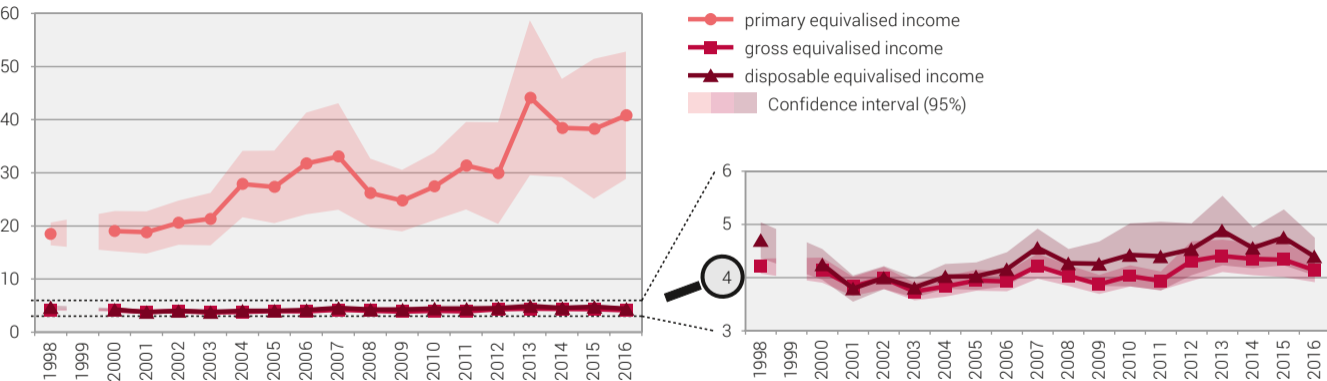 60
50
40
30
20
10
0
1998 1999 2000 2001 2002 2003 2004 2005 2006 2007 2008 2009 2010 2011 2012 2013 2014 2015 2016
primary equivalised income
gross equivalised income
disposable equivalised income
Confidence interval (95%)
6
5
4
3
1998 1999 2000 2001 2002 2003 2004 2005 2006 2007 2008 2009 2010 2011 2012 2013 2014 2015 2016